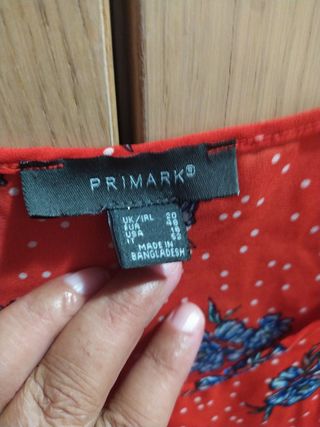 PRIMARK®
UK/IRL 20
EUR 48
USA 16
IT 52
MADE IN
BANGLADESH